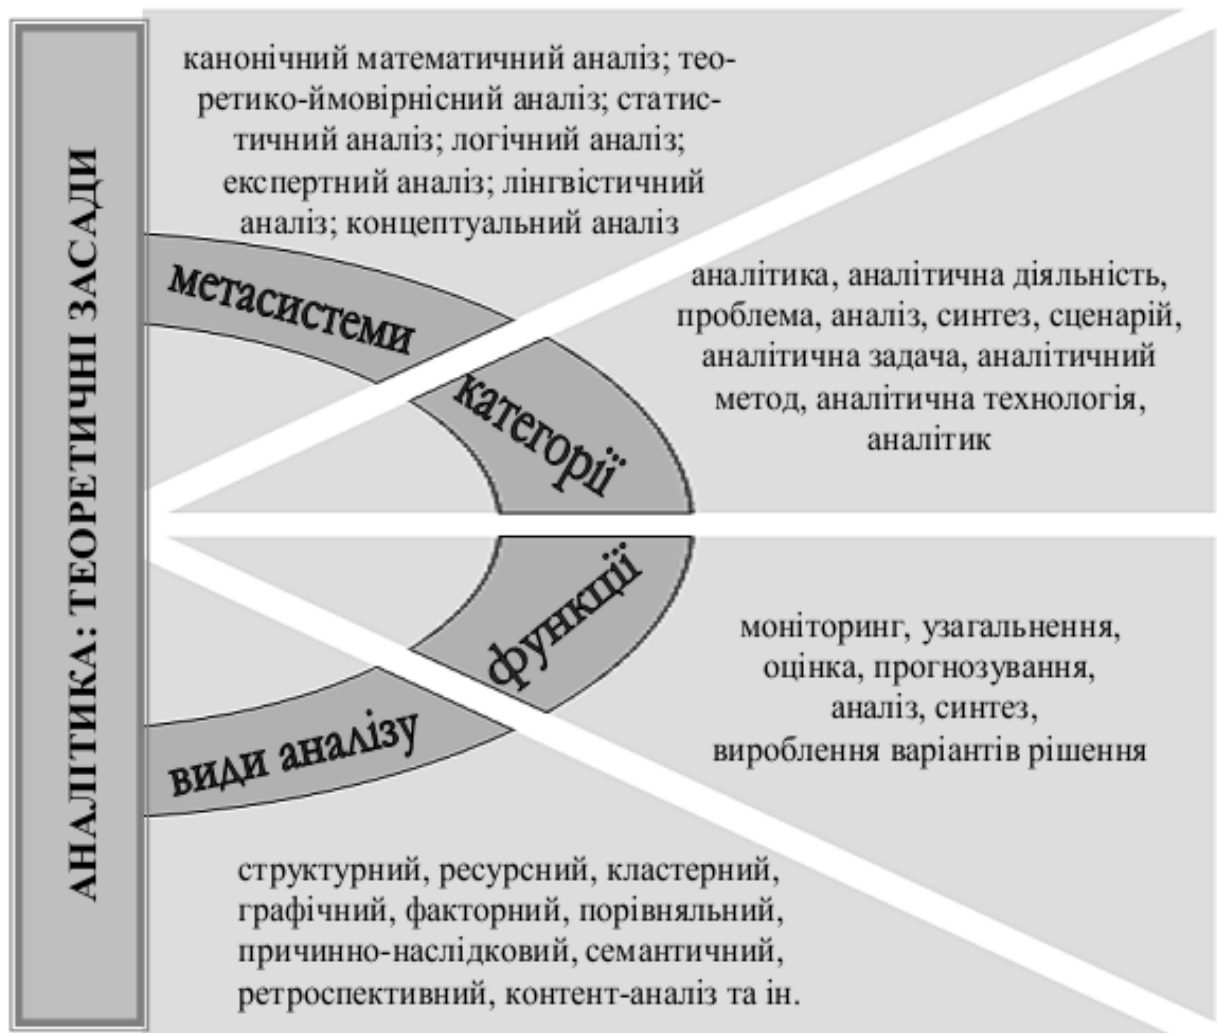 АНАЛІТИКА: ТЕОРЕТИЧНІ ЗАСАДИ
канонічний математичний аналіз; тео-
ретико-ймовірнісний аналіз; статис-
тичний аналіз; логічний аналіз;
експертний аналіз; лінгвістичний
аналіз; концептуальний аналіз
метасистеми
аналітика, аналітична діяльність,
проблема, аналіз, синтез, сценарій,
аналітична задача, аналітичний
метод, аналітична технологія,
аналітик
категорії
функції
моніторинг, узагальнення,
оцінка, прогнозування,
аналіз, синтез,
вироблення варіантів рішення
види аналізу
структурний, ресурсний, кластерний,
графічний, факторний, порівняльний,
причинно-наслідковий, семантичний,
ретроспективний, контент-аналіз та ін.